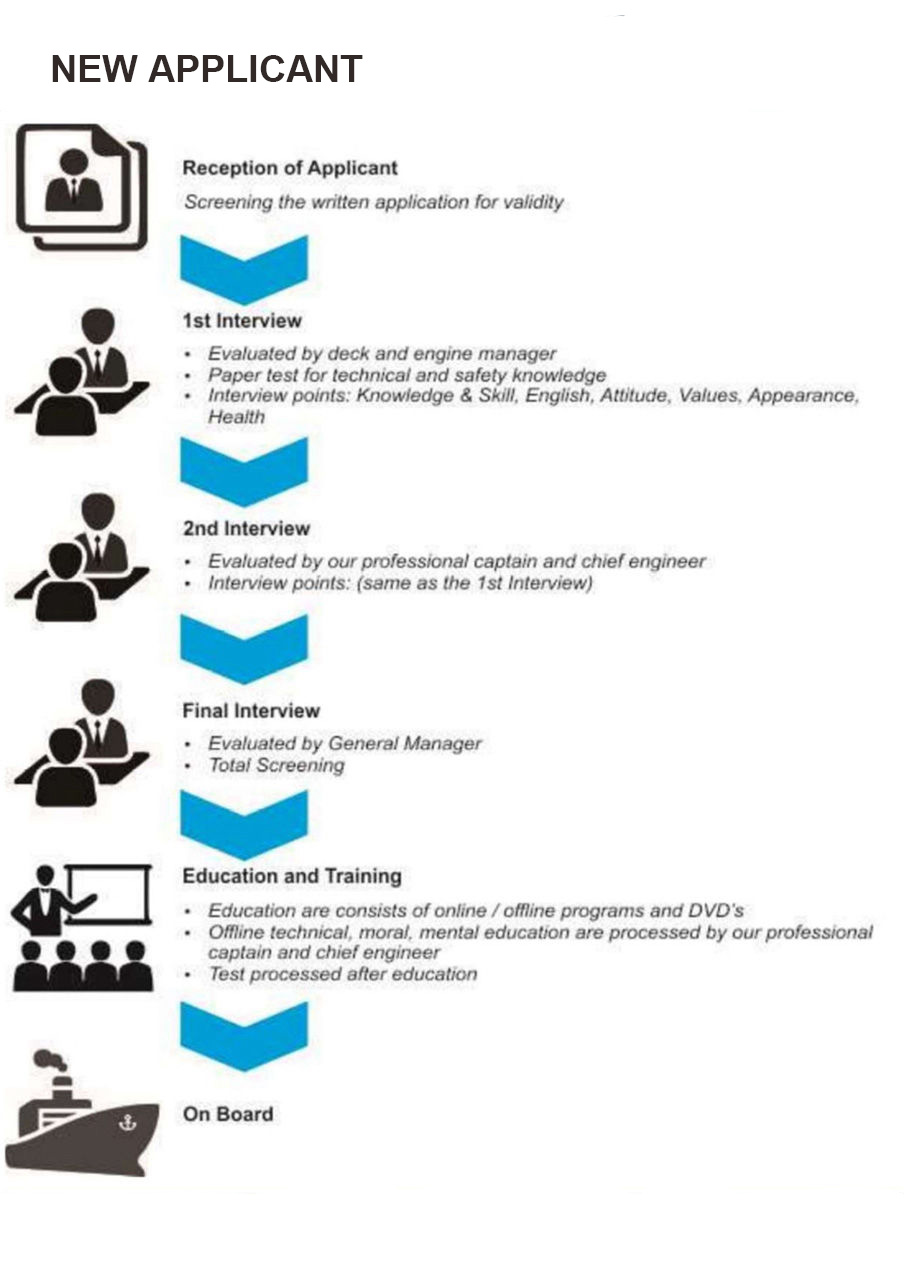 NEW APPLICANT
Reception of Applicant
Screening the written application for validity
1st Interview
• Evaluated by deck and engine manager
• Paper test for technical and safety knowledge
• Interview points: Knowledge & Skill, English, Attitude, Values, Appearance,
Health
2nd Interview
• Evaluated by our professional captain and chief engineer
• Interview points: (same as the 1st Interview)
Final Interview
• Evaluated by General Manager
• Total Screening
Education and Training
• Education are consists of online / offline programs and DVD's
• Offline technical, moral, mental education are processed by our professional
captain and chief engineer
• Test processed after education
On Board